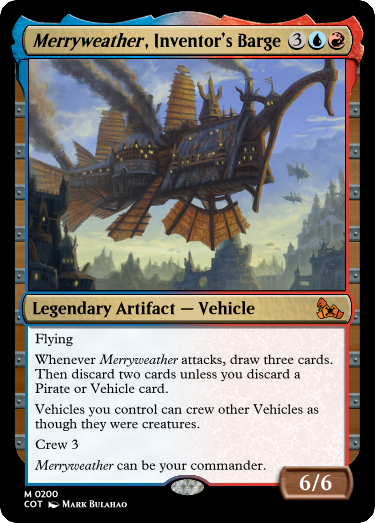 Merryweather, Inventor's Barge 3
Legendary Artifact — Vehicle
Flying
Whenever Merryweather attacks, draw three cards.
Then discard two cards unless you discard a
Pirate or Vehicle card.
Vehicles you control can crew other Vehicles as
though they were creatures.
Crew 3
Merryweather can be your commander.
6/6
M 0200
COT Mark Bulahao